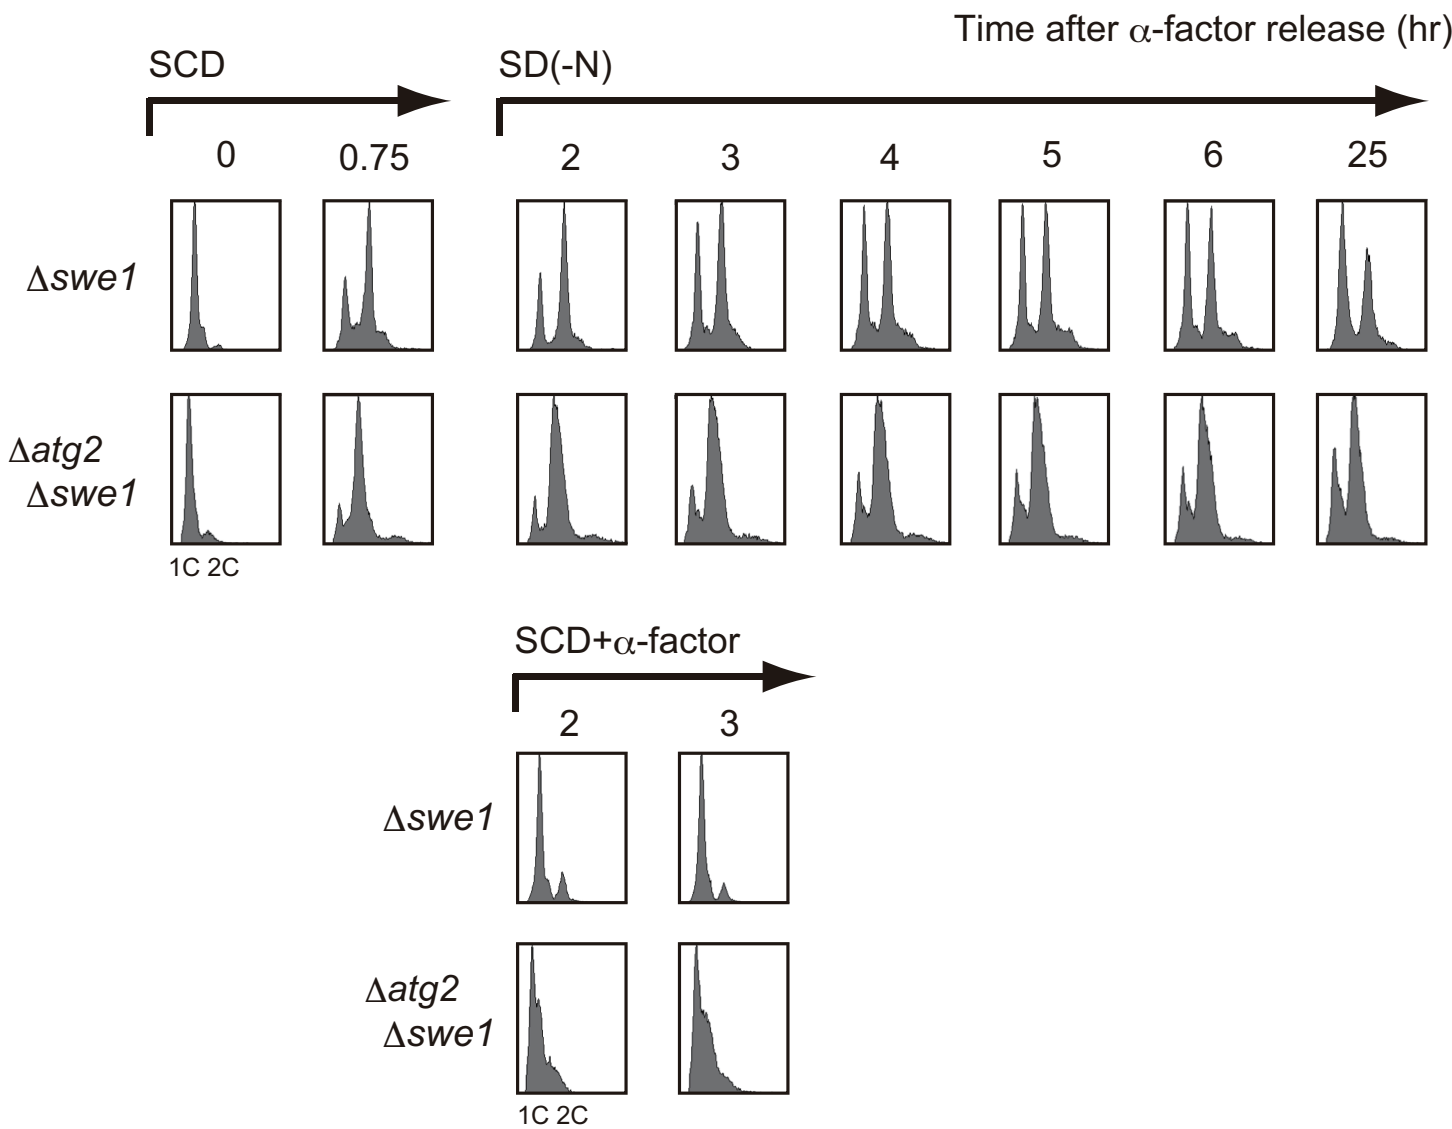 Time after α-factor release (hr)
SCD
SD(-N)
0 0.75 2 3 4 5 6 25
Δswe1
Δatg2
Δswe1
1C 2C
SCD+α-factor
2 3
Δswe1
Δatg2
Δswe1
1C 2C